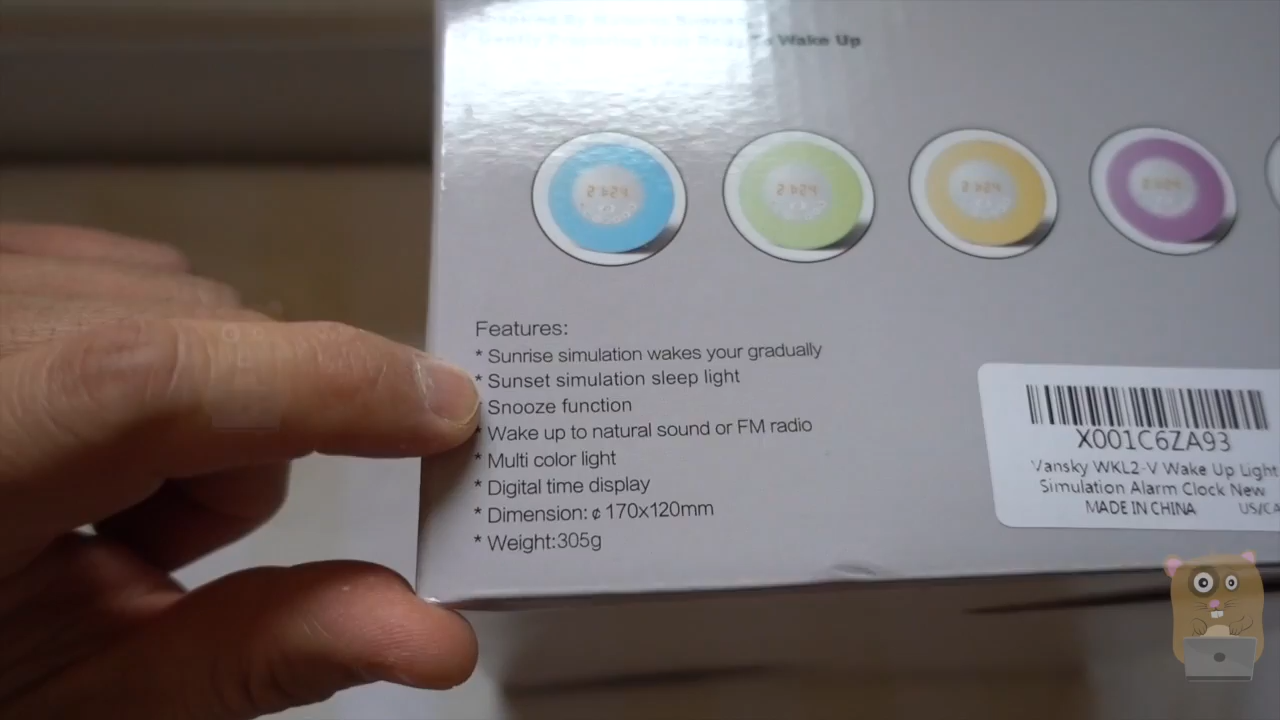 Wake Up
Features:
* Sunrise simulation wakes your gradually
* Sunset simulation sleep light
* Snooze function
* Wake up to natural sound or FM radio
* Multi color light
* Digital time display
* Dimension: ¢ 170x120mm
* Weight:305g
X001C6ZA93
Vansky WKL2-V Wake Up Light
Simulation Alarm Clock New
MADE IN CHINA US/CA